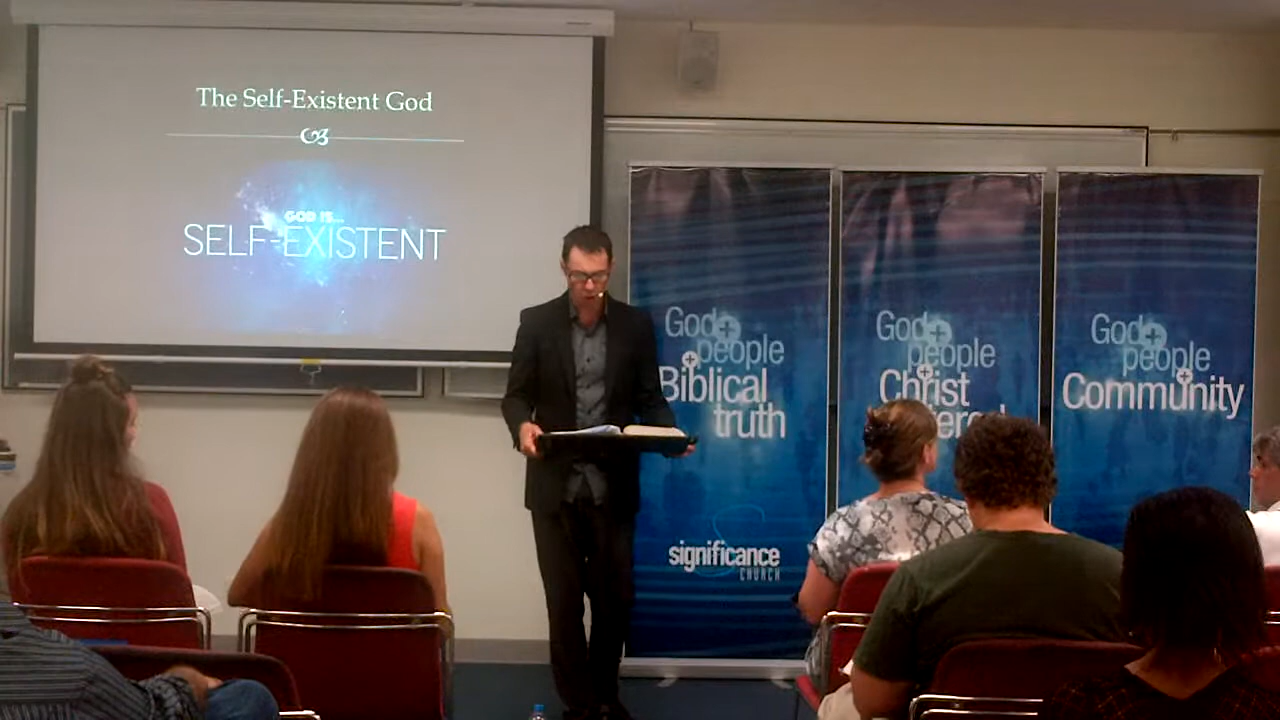 The Self-Existent God
GOD IS...
SELF-EXISTENT
God+
people
+
Biblical
truth
significance
CHURCH
God+
people
+
Christ
God+
people
+
Community